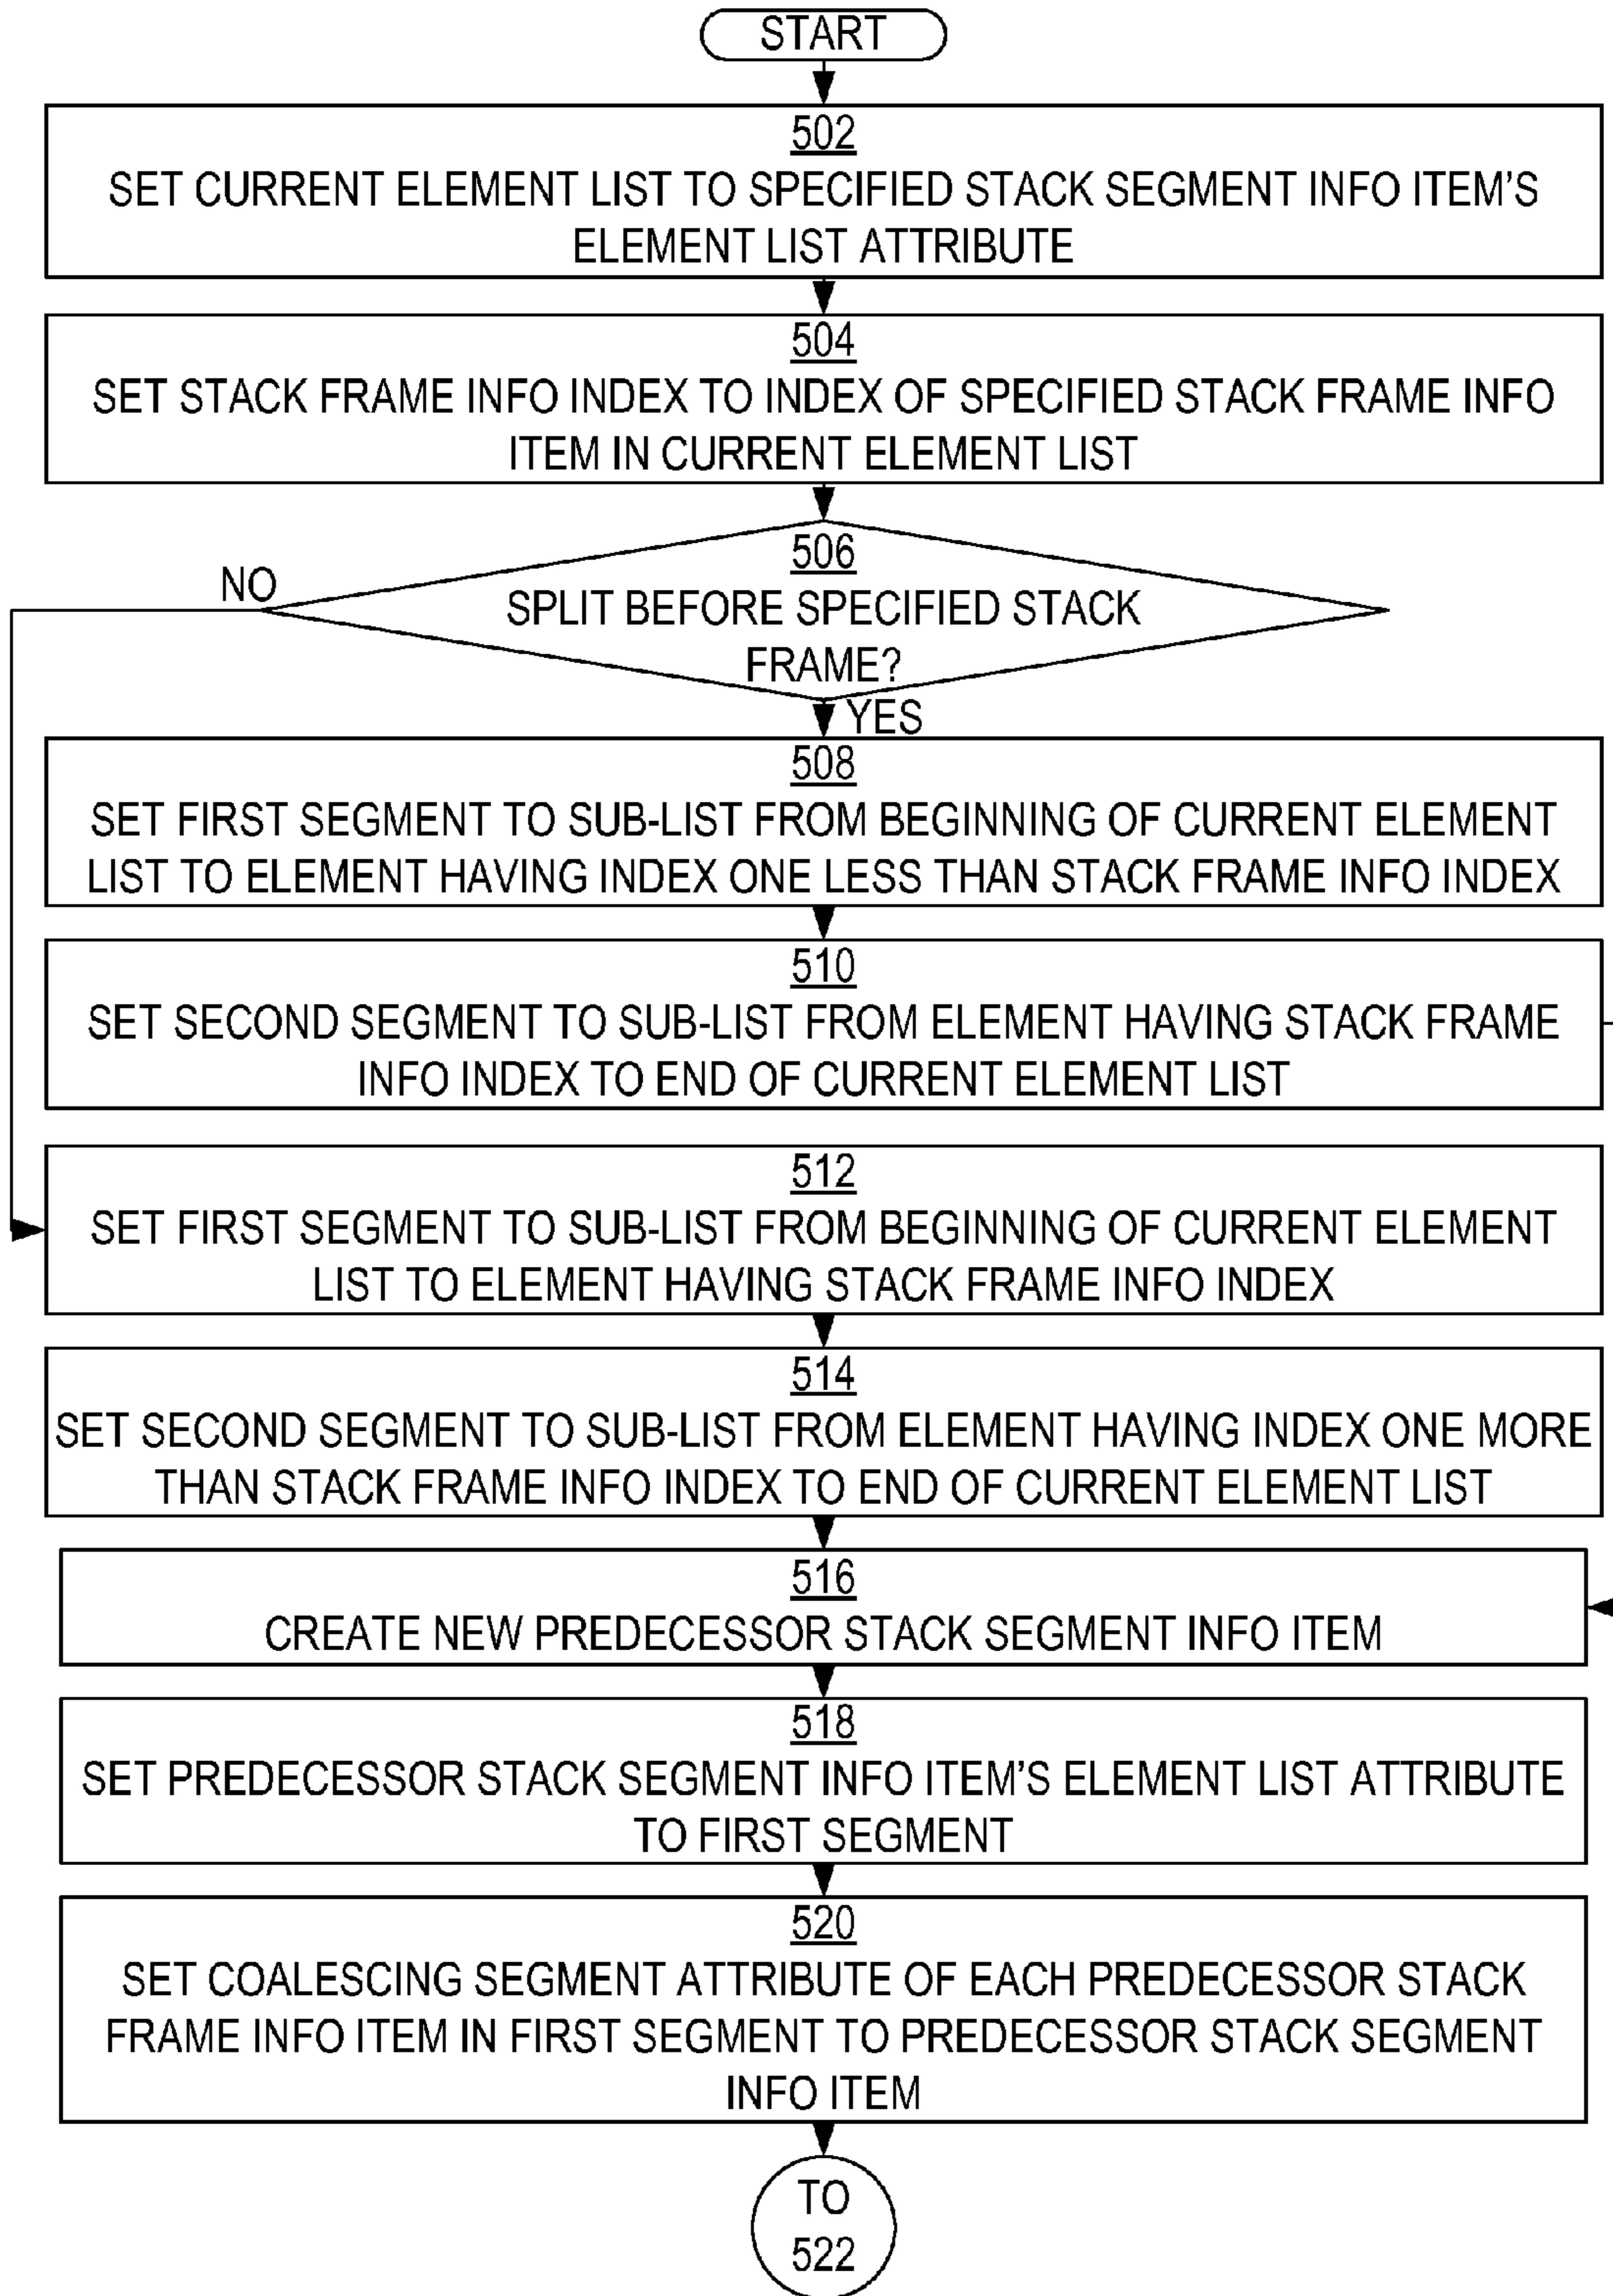 START
502
SET CURRENT ELEMENT LIST TO SPECIFIED STACK SEGMENT INFO ITEM'S
ELEMENT LIST ATTRIBUTE
504
SET STACK FRAME INFO INDEX TO INDEX OF SPECIFIED STACK FRAME INFO
ITEM IN CURRENT ELEMENT LIST
506
NO
SPLIT BEFORE SPECIFIED STACK
FRAME?
YES
508
SET FIRST SEGMENT TO SUB-LIST FROM BEGINNING OF CURRENT ELEMENT
LIST TO ELEMENT HAVING INDEX ONE LESS THAN STACK FRAME INFO INDEX
510
SET SECOND SEGMENT TO SUB-LIST FROM ELEMENT HAVING STACK FRAME
INFO INDEX TO END OF CURRENT ELEMENT LIST
512
SET FIRST SEGMENT TO SUB-LIST FROM BEGINNING OF CURRENT ELEMENT
LIST TO ELEMENT HAVING STACK FRAME INFO INDEX
514
SET SECOND SEGMENT TO SUB-LIST FROM ELEMENT HAVING INDEX ONE MORE
THAN STACK FRAME INFO INDEX TO END OF CURRENT ELEMENT LIST
516
CREATE NEW PREDECESSOR STACK SEGMENT INFO ITEM
518
SET PREDECESSOR STACK SEGMENT INFO ITEM'S ELEMENT LIST ATTRIBUTE
TO FIRST SEGMENT
520
SET COALESCING SEGMENT ATTRIBUTE OF EACH PREDECESSOR STACK
FRAME INFO ITEM IN FIRST SEGMENT TO PREDECESSOR STACK SEGMENT
INFO ITEM
TO
522